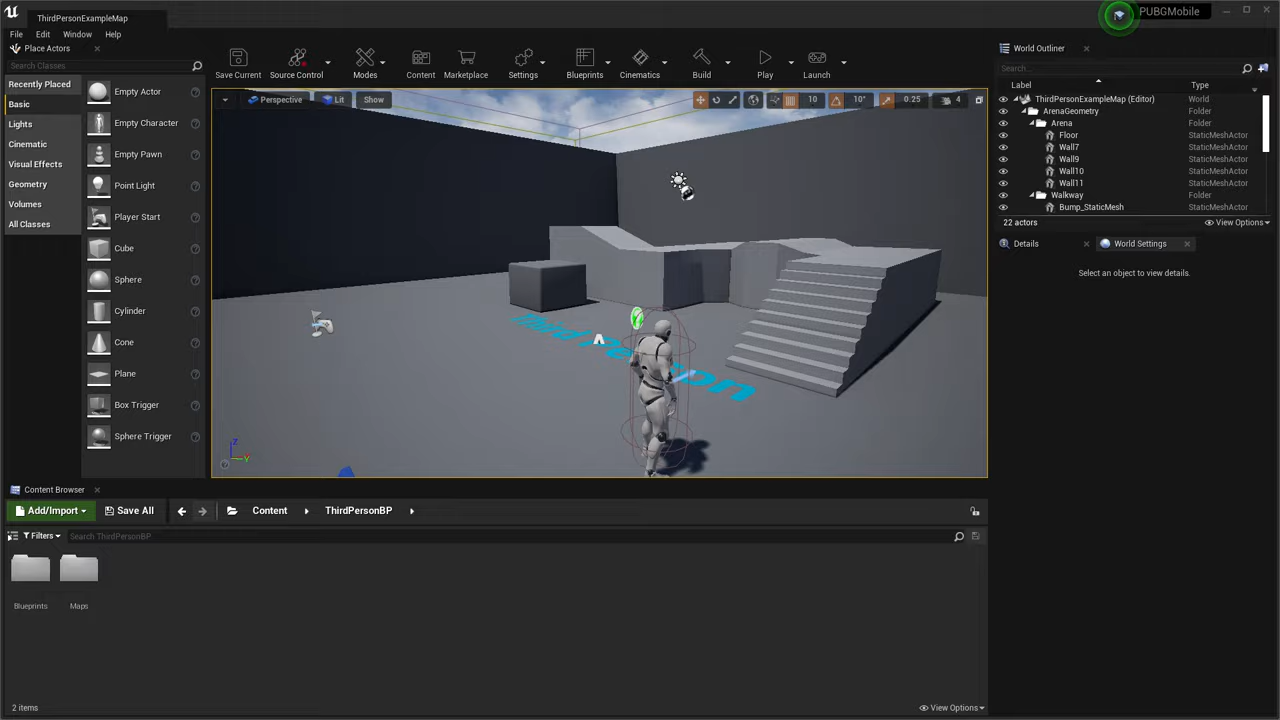 ThirdPersonExampleMap
PUBGMobile
File Edit Window Help
Place Actors
Search Classes
Recently Placed
Basic
Lights
Cinematic
Visual Effects
Geometry
Volumes
All Classes
Empty Actor
Empty Character
Empty Pawn
Point Light
Player Start
Cube
Sphere
Cylinder
Cone
Plane
Box Trigger
Sphere Trigger
Save Current Source Control Modes Content Marketplace Settings Blueprints Cinematics Build Play Launch
Perspective Lit Show 10 10° 0.25 4
Third Person
Z
Y
World Outliner
Search...
Label Type
ThirdPersonExampleMap (Editor) World
ArenaGeometry Folder
Arena Folder
Floor StaticMeshActor
Wall7 StaticMeshActor
Wall9 StaticMeshActor
Wall10 StaticMeshActor
Wall11 StaticMeshActor
Walkway Folder
Bump_StaticMesh StaticMeshActor
22 actors View Options
Details World Settings
Select an object to view details.
Content Browser
Add/Import Save All Content ThirdPersonBP
Filters Search ThirdPersonBP
Blueprints Maps
2 items View Options